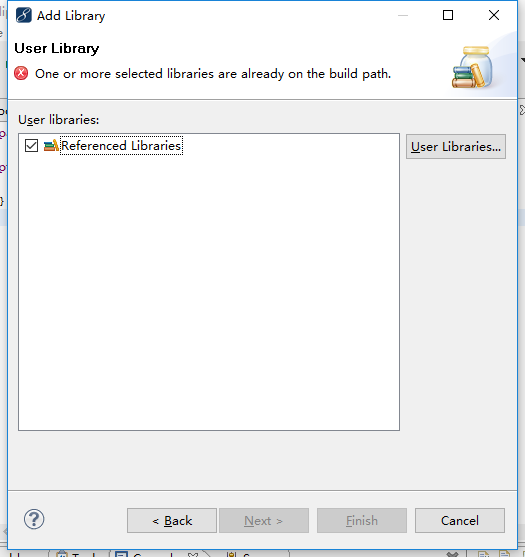 Add Library
User Library
One or more selected libraries are already on the build path.
User libraries:
Referenced Libraries
User Libraries...
< Back
Next >
Finish
Cancel